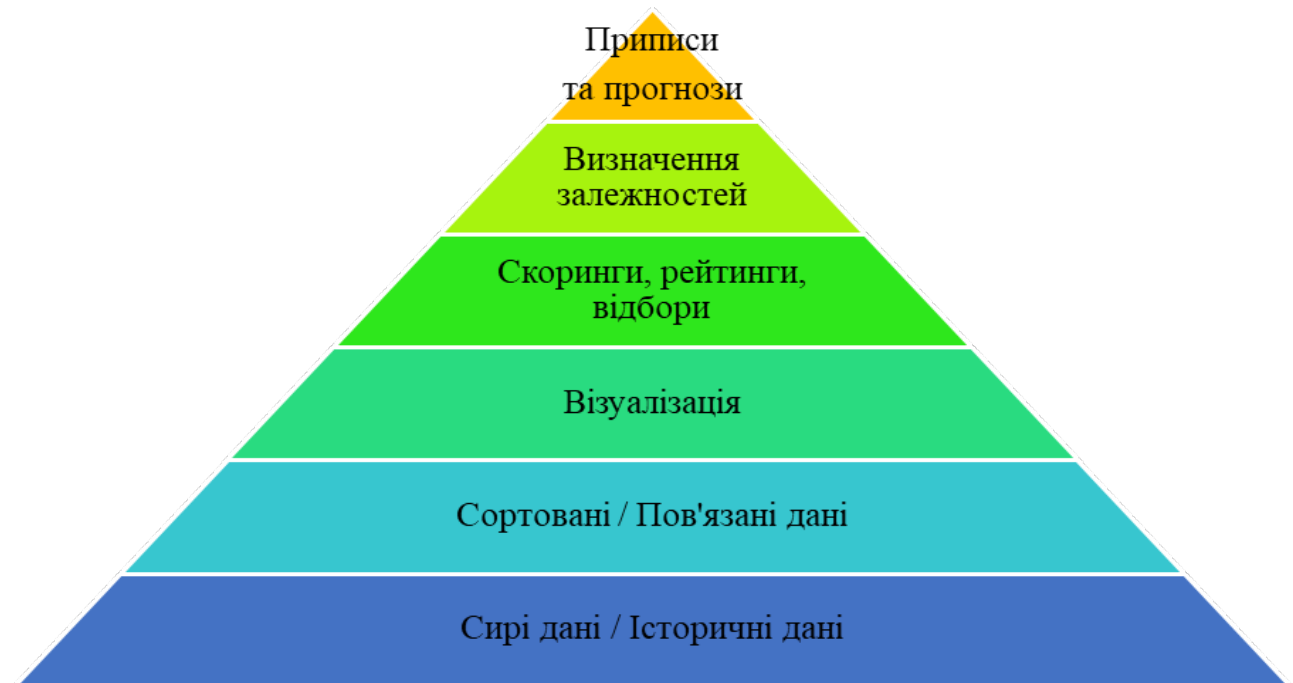 Приписи
та прогнози
Визначення
залежностей
Скоринги, рейтинги,
відбори
Візуалізація
Сортовані / Пов'язані дані
Сирі дані / Історичні дані